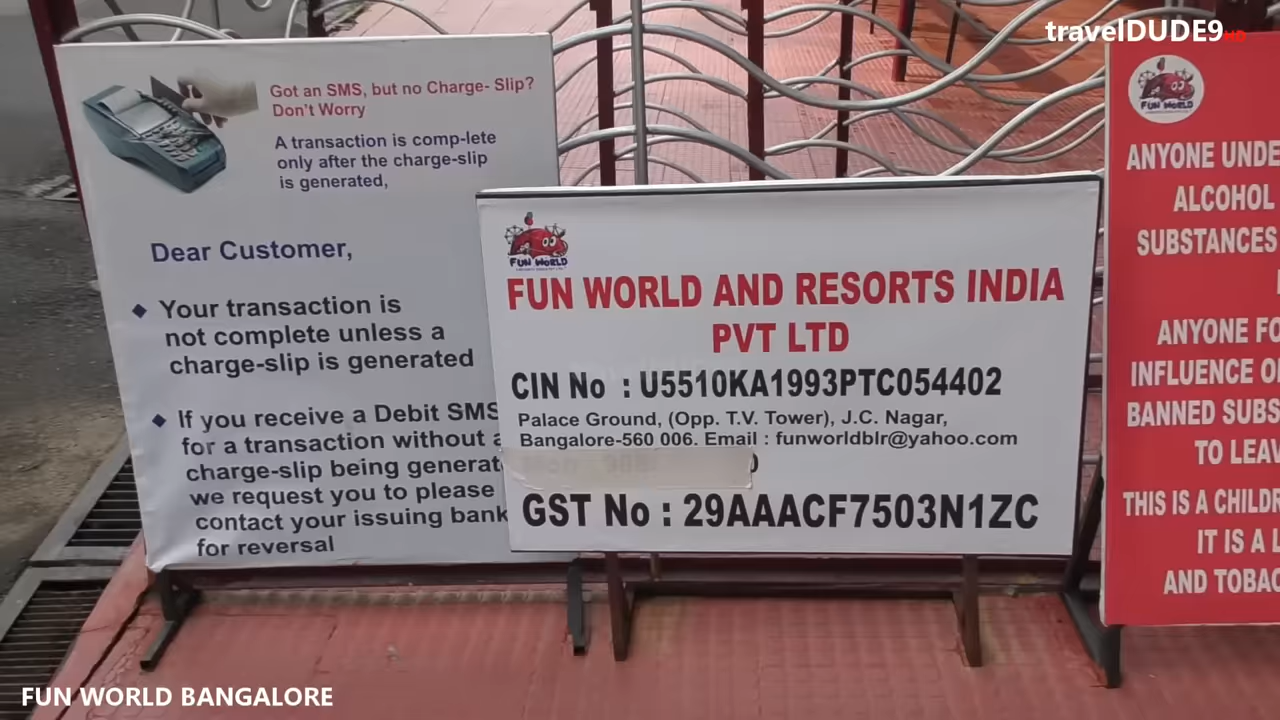 travelDUDE9
HD
Got an SMS, but no Charge- Slip?
Don't Worry
A transaction is comp-lete
only after the charge-slip
is generated,
Dear Customer,
Your transaction is
not complete unless a
charge-slip is generated
If you receive a Debit SMS
for a transaction without a
charge-slip being generat
we request you to please
contact your issuing bank
for reversal
FUN WORLD
FUN WORLD AND RESORTS INDIA
PVT LTD
CIN No : U5510KA1993PTC054402
Palace Ground, (Opp. T.V. Tower), J.C. Nagar,
Bangalore-560 006. Email : funworldblr@yahoo.com
GST No : 29AAACF7503N1ZC
FUN WORLD
ANYONE UNDE
ALCOHOL
SUBSTANCES
ANYONE FO
INFLUENCE O
BANNED SUBS
TO LEAV
THIS IS A CHILDR
IT IS A L
AND TOBAC
FUN WORLD BANGALORE